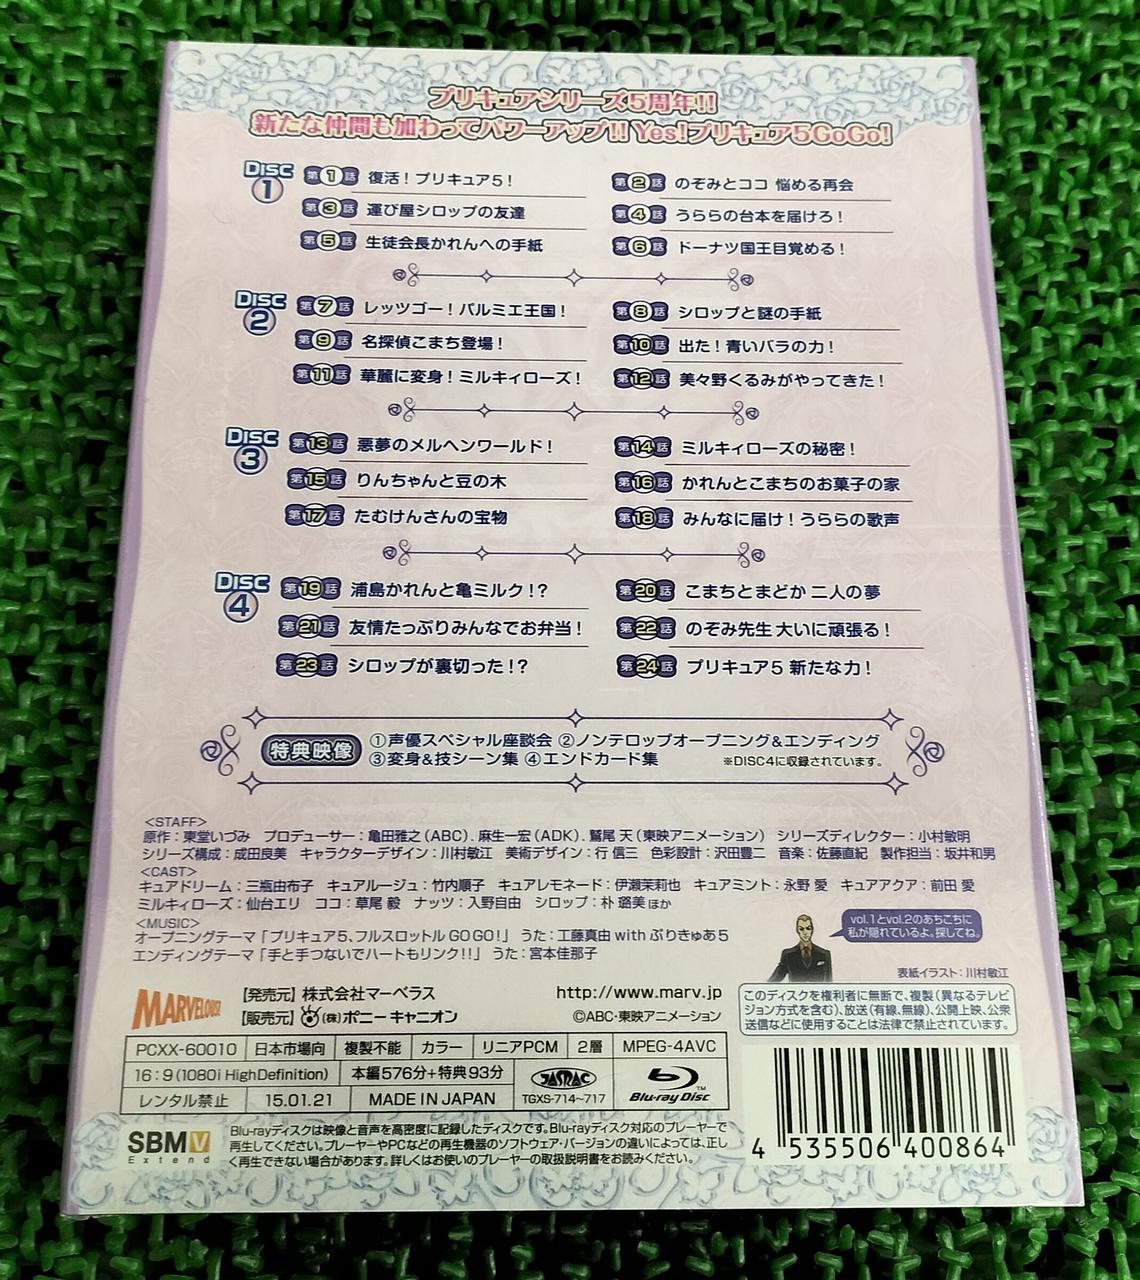 プリキュアシリーズ5周年!!
新たな仲間も加わってパワーアップ!! Yes!プリキュア5GoGo!
Disc 1
第1話 復活！プリキュア5！
第2話 のぞみとココ 悩める再会
第3話 運び屋シロップの友達
第4話 うららの台本を届けろ！
第5話 生徒会長かれんへの手紙
第6話 ドーナツ国王目覚める！
Disc 2
第7話 レッツゴー！パルミエ王国！
第8話 シロップと謎の手紙
第9話 名探偵こまち登場！
第10話 出た！青いバラの力！
第11話 華麗に変身！ミルキィローズ！
第12話 美々野くるみがやってきた！
Disc 3
第13話 悪夢のメルヘンワールド！
第14話 ミルキィローズの秘密！
第15話 りんちゃんと豆の木
第16話 かれんとこまちのお菓子の家
第17話 たむけんさんの宝物
第18話 みんなに届け！うららの歌声
Disc 4
第19話 浦島かれんと亀ミルク!?
第20話 こまちとまどか 二人の夢
第21話 友情たっぷりみんなでお弁当！
第22話 のぞみ先生 大いに頑張る！
第23話 シロップが裏切った!?
第24話 プリキュア5 新たな力！
特典映像 ①声優スペシャル座談会 ②ノンテロップオープニング&エンディング
③変身&技シーン集 ④エンドカード集 ※DISC4に収録されています。
<STAFF>
原作：東堂いづみ プロデューサー：亀田雅之（ABC）. 麻生一宏（ADK）. 鷲尾 天（東映アニメーション） シリーズディレクター：小村敏明
シリーズ構成：成田良美 キャラクターデザイン：川村敏江 美術デザイン：行 信三 色彩設計：沢田豊二 音楽：佐藤直紀 製作担当：坂井和男
<CAST>
キュアドリーム：三瓶由布子 キュアルージュ：竹内順子 キュアレモネード：伊瀬茉莉也 キュアミント：永野 愛 キュアアクア：前田 愛
ミルキィローズ：仙台エリ ココ：草尾 毅 ナッツ：入野自由 シロップ：朴 璐美 ほか
<MUSIC>
オープニングテーマ「プリキュア5、フルスロットル GO GO！」 うた：工藤真由 with ぷりきゅあ5
エンディングテーマ「手と手つないでハートもリンク!!」 うた：宮本佳那子
vol.1とvol.2のあちこちに
私が隠れているよ。探してね。
表紙イラスト：川村敏江
MARVELOUS!
【発売元】株式会社マーベラス
http://www.marv.jp
【販売元】(株)ポニーキャニオン
©ABC・東映アニメーション
このディスクを権利者に無断で、複製（異なるテレビ
ジョン方式を含む）、放送（有線、無線）、公開上映、公衆
送信などに使用することは法律で禁止されています。
PCXX-60010 日本市場向 複製不能 カラー リニアPCM 2層 MPEG-4AVC
16：9（1080i HighDefinition） 本編576分+特典93分
JASRAC
TGXS-714〜717
Blu-ray Disc™
レンタル禁止 15.01.21 MADE IN JAPAN
SBMV
Extend
Blu-rayディスクは映像と音声を高密度に記録したディスクです。Blu-rayディスク対応のプレーヤーで
再生してください。プレーヤーやPCなどの再生機器のソフトウェア・バージョンの違いによっては、正し
く再生できない場合があります。詳しくはお使いのプレーヤーの取扱説明書をお読みください。
4 535506 400864